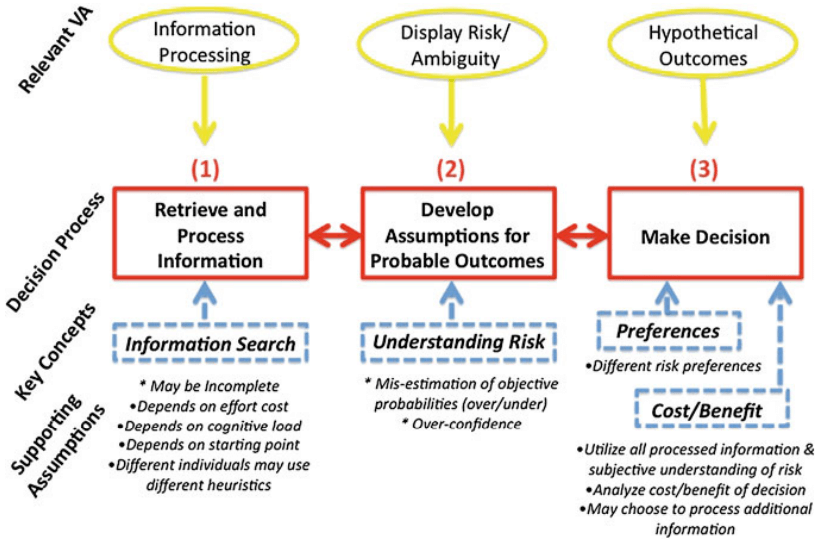 Relevant VA
Information
Processing
Display Risk/
Ambiguity
Hypothetical
Outcomes
Decision Process
(1)
Retrieve and
Process
Information
(2)
Develop
Assumptions for
Probable Outcomes
(3)
Make Decision
Key Concepts
Information Search
Understanding Risk
Preferences
•Different risk preferences
Cost/Benefit
Supporting
Assumptions
* May be Incomplete
•Depends on effort cost
•Depends on cognitive load
•Depends on starting point
•Different individuals may use
different heuristics
* Mis-estimation of objective
probabilities (over/under)
* Over-confidence
•Utilize all processed information &
subjective understanding of risk
•Analyze cost/benefit of decision
•May choose to process additional
information